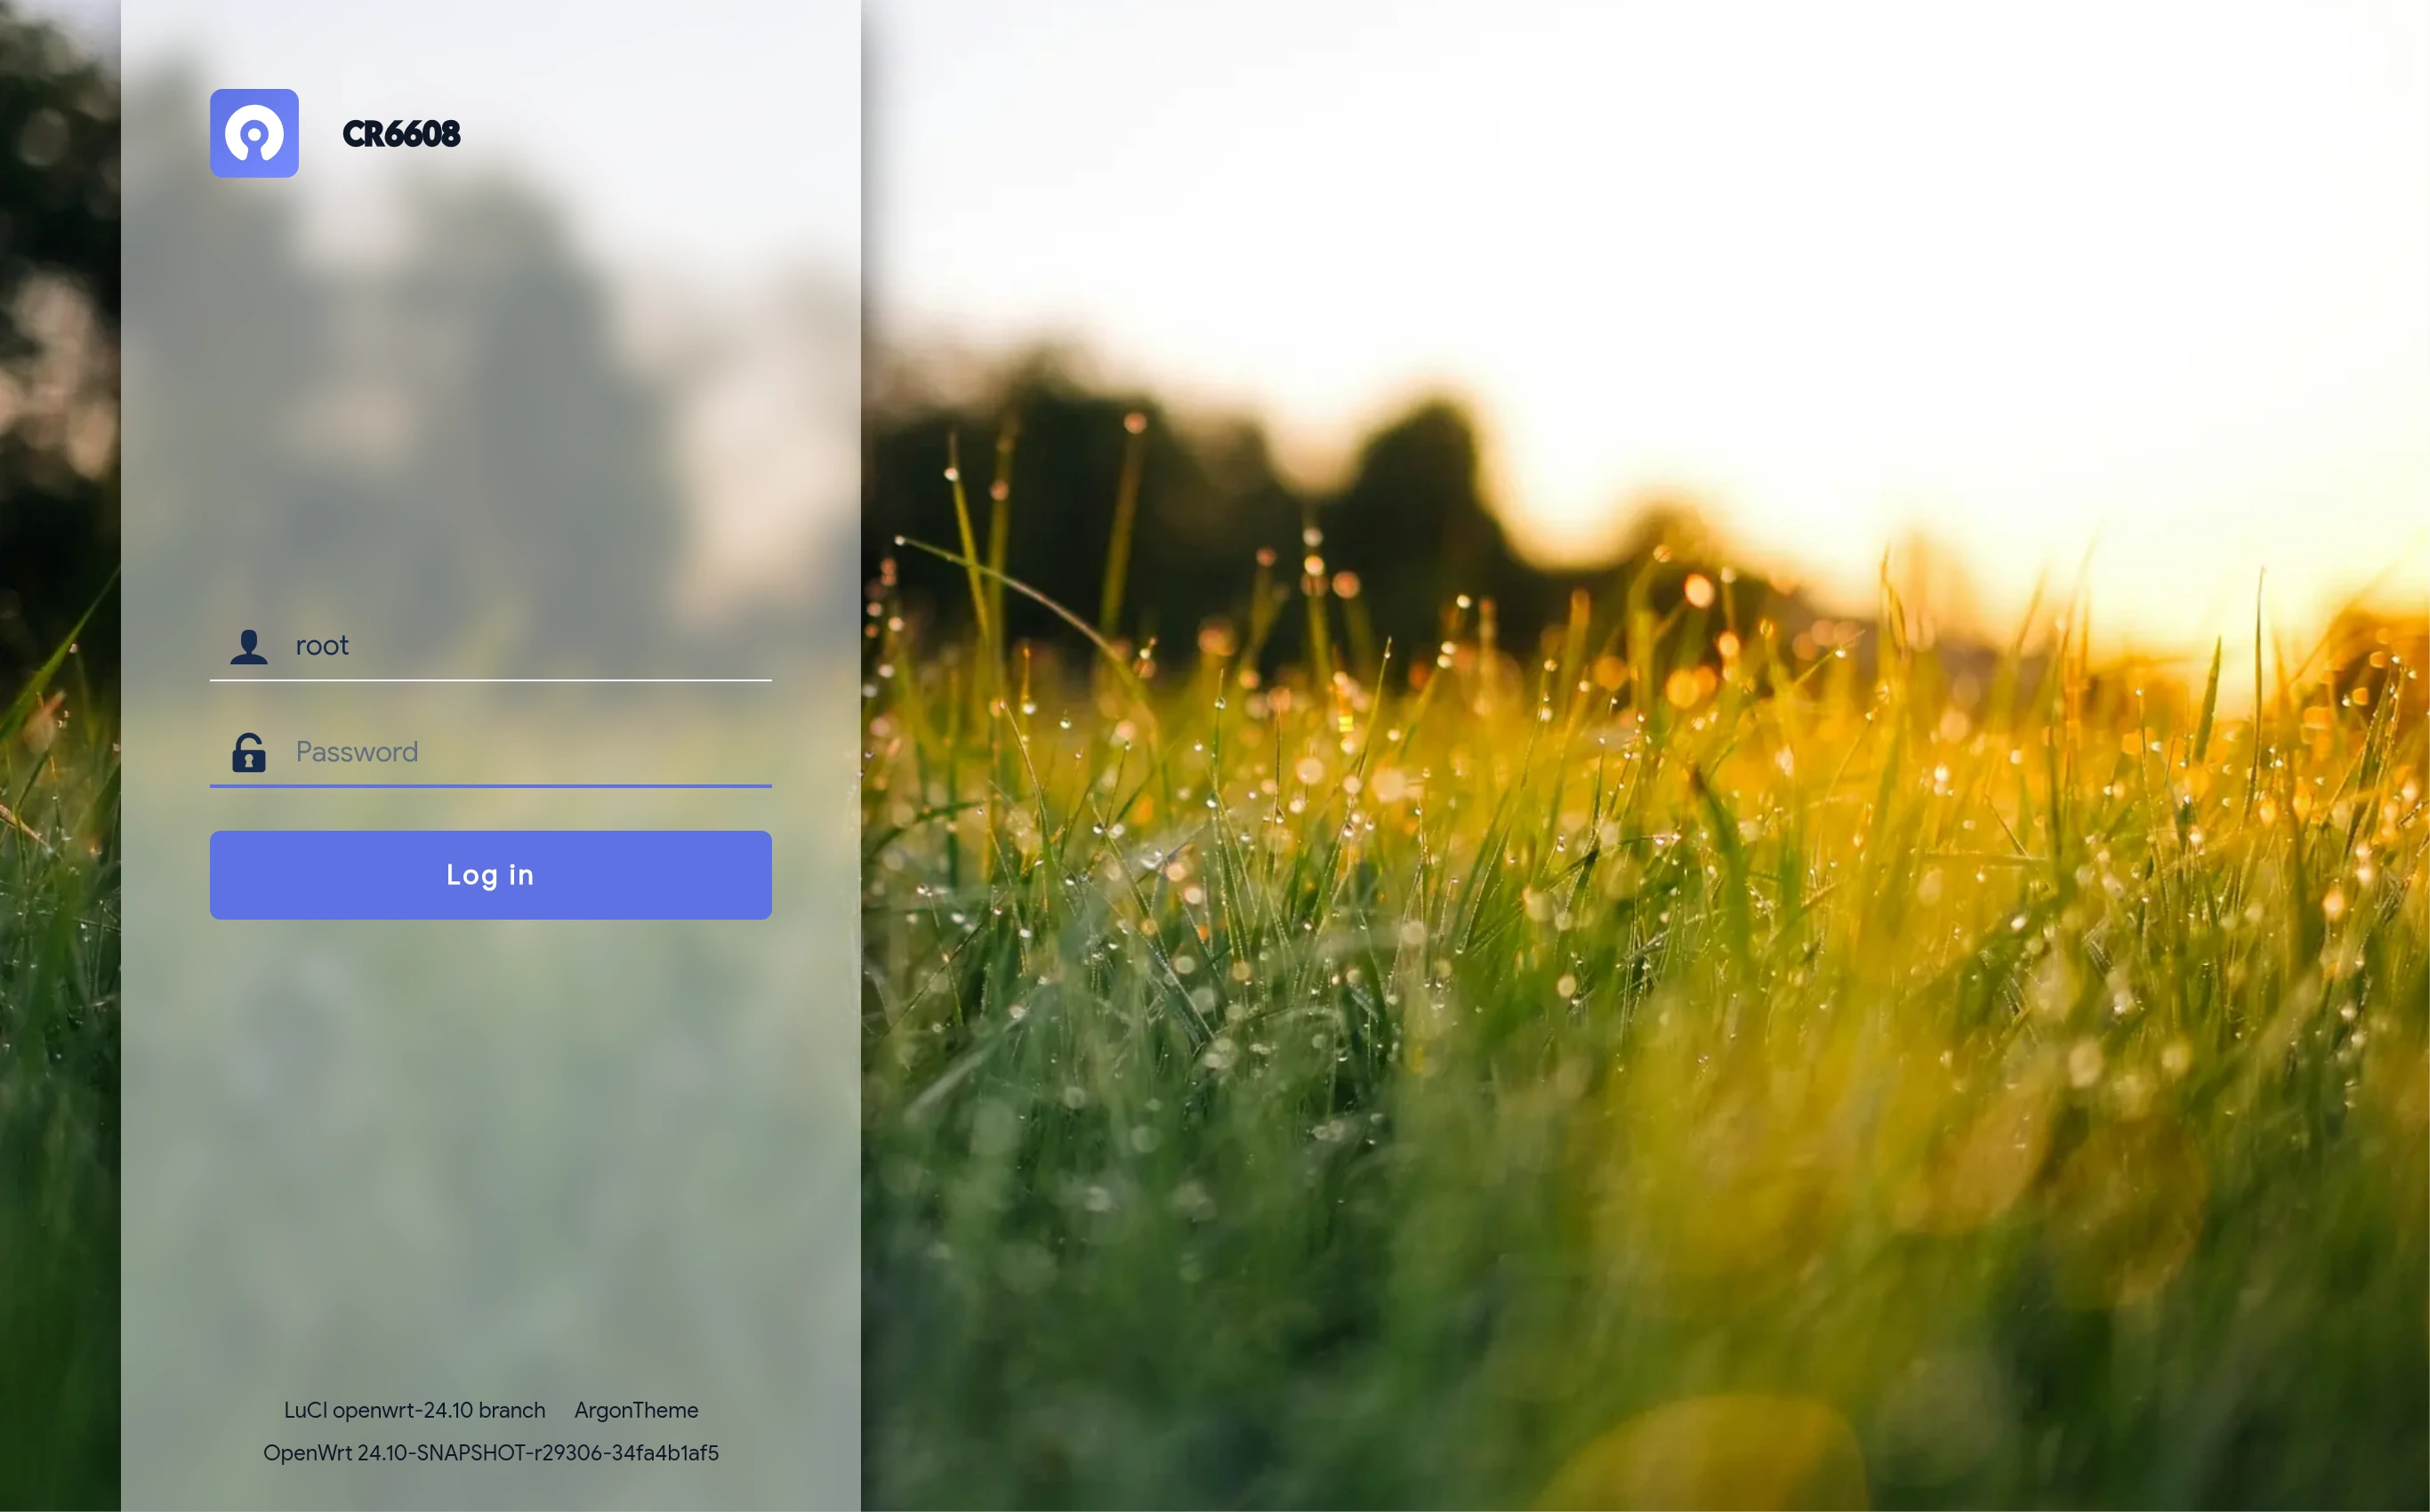 CR6608
root
Password
Log in
LuCI openwrt-24.10 branch ArgonTheme
OpenWrt 24.10-SNAPSHOT-r29306-34fa4b1af5